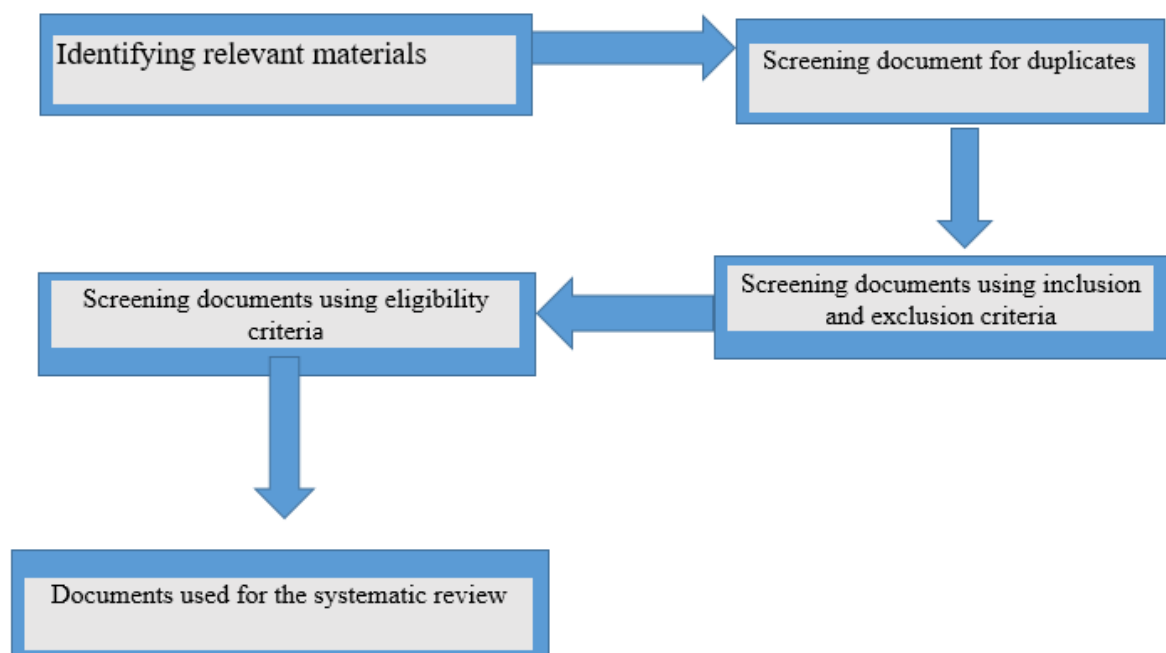 Identifying relevant materials
Screening document for duplicates
Screening documents using inclusion
and exclusion criteria
Screening documents using eligibility
criteria
Documents used for the systematic review